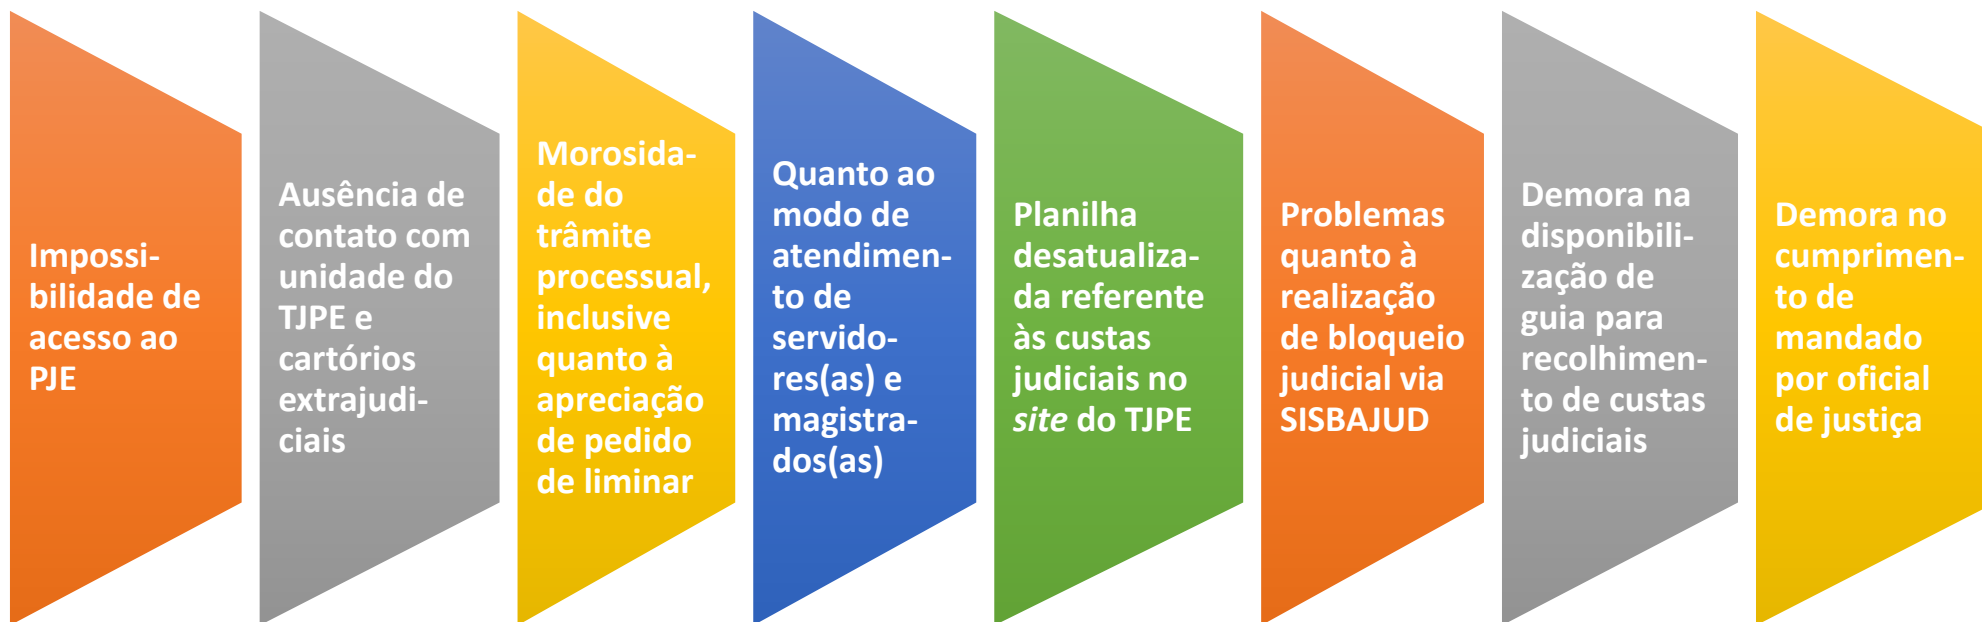 Impossi-
bilidade de
acesso ao
PJE
Ausência de
contato com
unidade do
TJPE e
cartórios
extrajudi-
ciais
Morosida-
de do
trâmite
processual,
inclusive
quanto à
apreciação
de pedido
de liminar
Quanto ao
modo de
atendimen-
to de
servido-
res(as) e
magistra-
dos(as)
Planilha
desatualiza-
da referente
às custas
judiciais no
site do TJPE
Problemas
quanto à
realização
de bloqueio
judicial via
SISBAJUD
Demora na
disponibili-
zação de
guia para
recolhimen-
to de custas
judiciais
Demora no
cumprimen-
to de
mandado
por oficial
de justiça